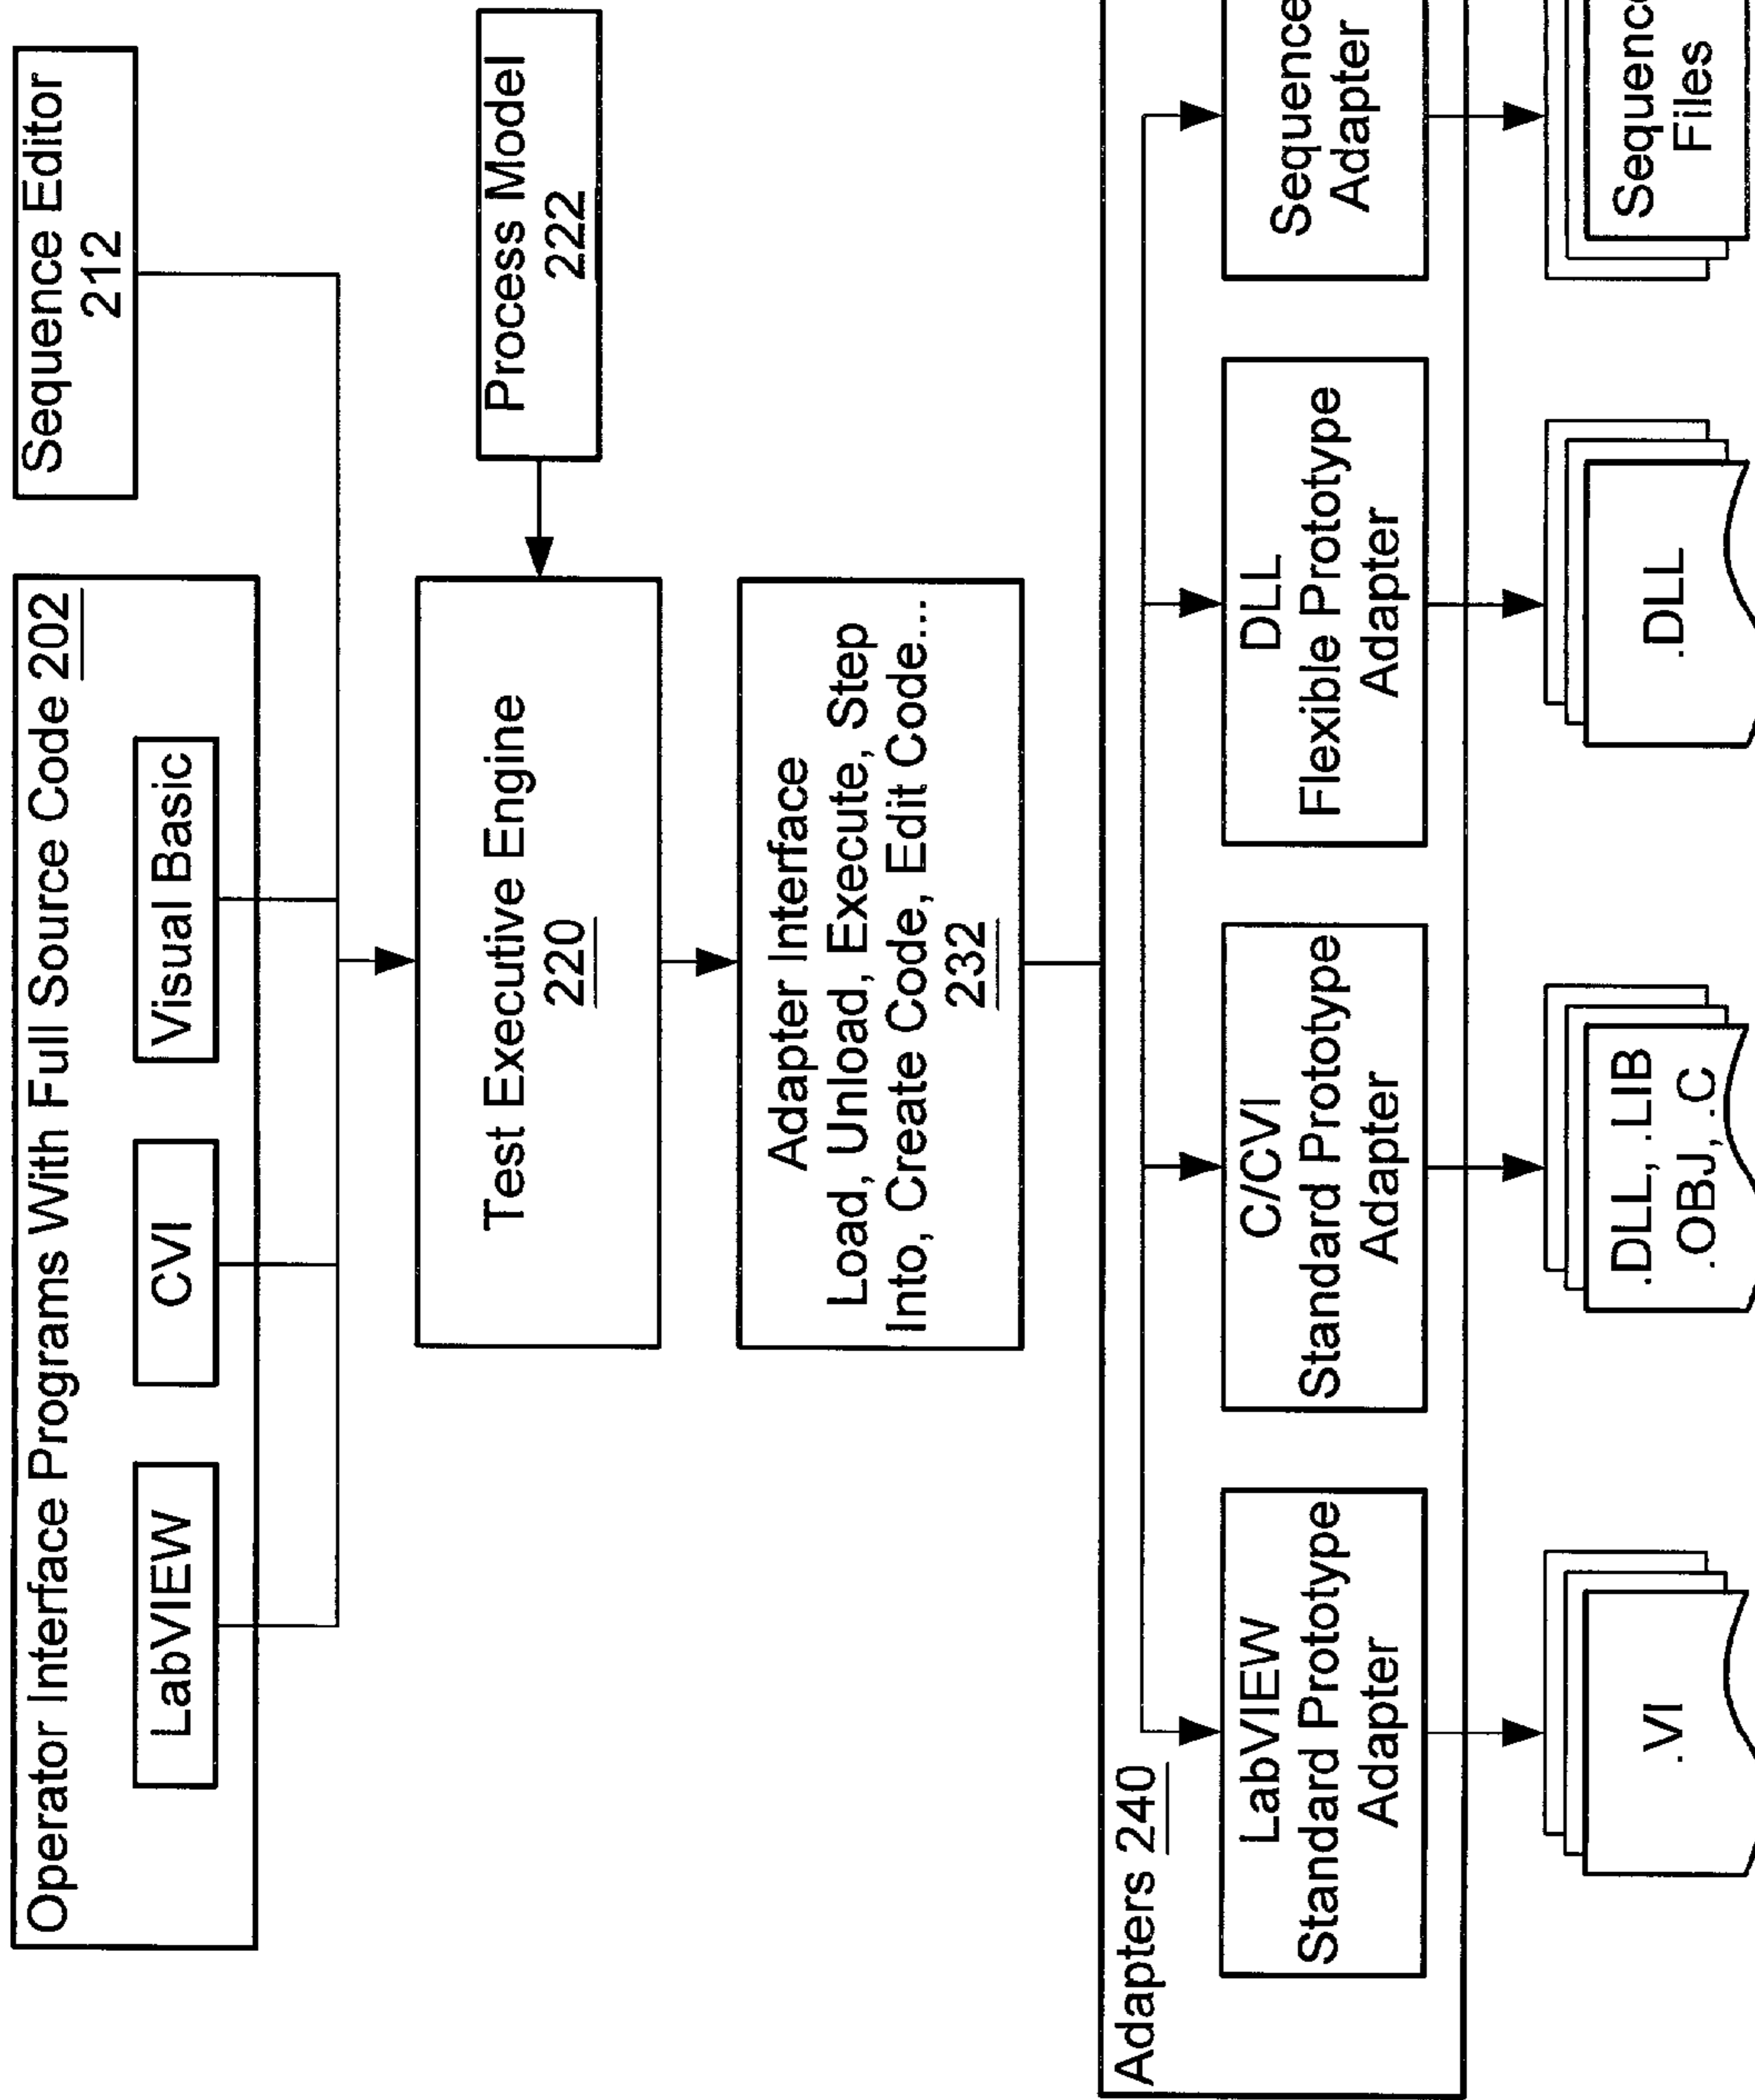 Operator Interface Programs With Full Source Code 202
LabVIEW
CVI
Visual Basic
Sequence Editor
212
Test Executive Engine
220
Process Model
222
Adapter Interface
Load, Unload, Execute, Step
Into, Create Code, Edit Code...
232
Adapters 240
LabVIEW
Standard Prototype
Adapter
C/CVI
Standard Prototype
Adapter
DLL
Flexible Prototype
Adapter
Sequence
Adapter
.VI
.DLL, .LIB
.OBJ, .C
.DLL
Sequence
Files